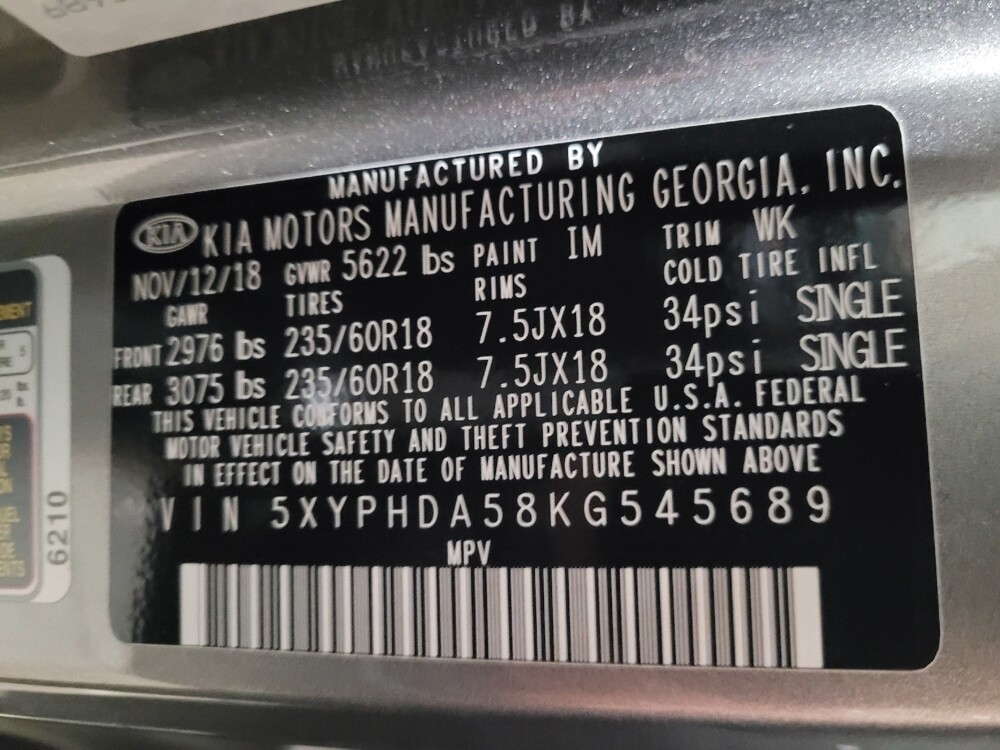 MANUFACTURED BY
KIA KIA MOTORS MANUFACTURING GEORGIA, INC.
NOV/12/18 GVWR 5622 lbs PAINT IM TRIM WK
GAWR TIRES RIMS COLD TIRE INFL
FRONT 2976 lbs 235/60R18 7.5JX18 34psi SINGLE
REAR 3075 lbs 235/60R18 7.5JX18 34psi SINGLE
THIS VEHICLE CONFORMS TO ALL APPLICABLE U.S.A. FEDERAL
MOTOR VEHICLE SAFETY AND THEFT PREVENTION STANDARDS
IN EFFECT ON THE DATE OF MANUFACTURE SHOWN ABOVE
VIN 5XYPHDA58KG545689
MPV
6210